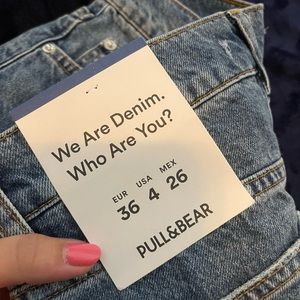 We Are Denim.
Who Are You?
EUR USA MEX
36 4 26
PULL&BEAR